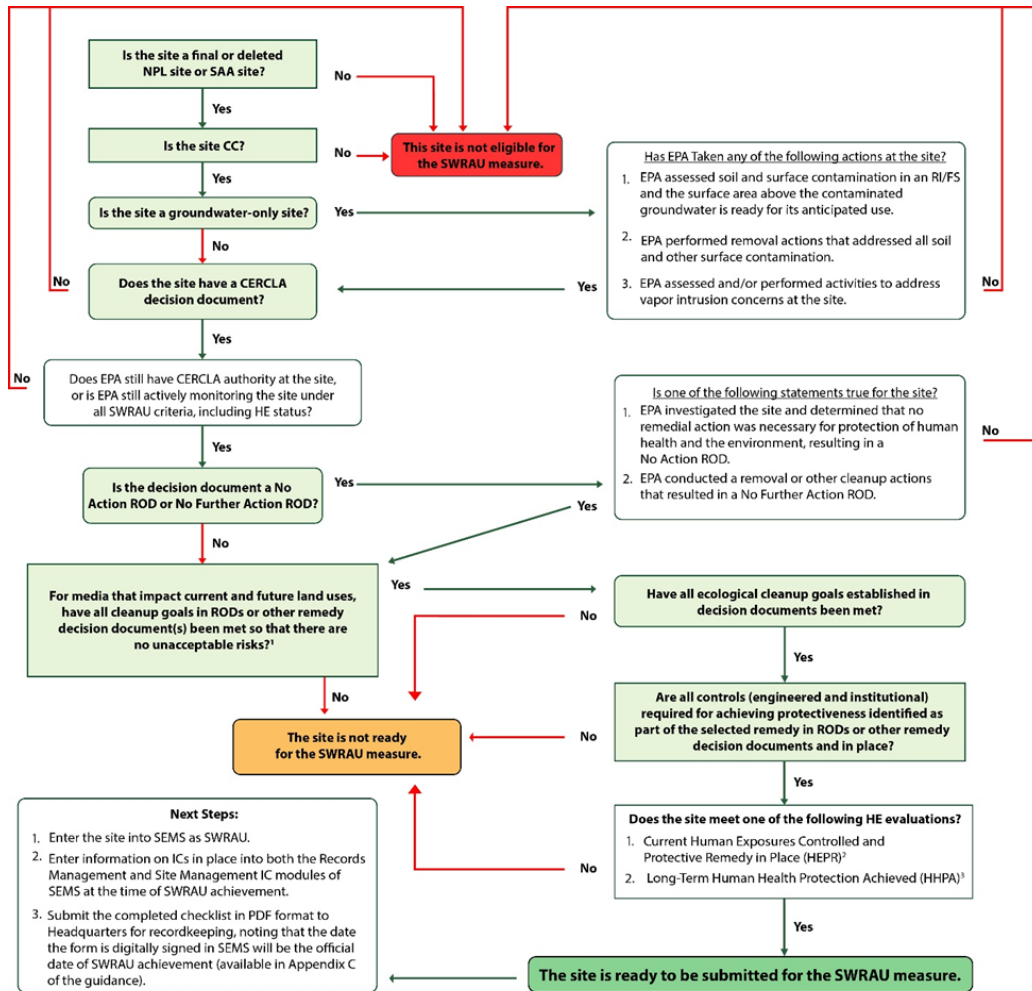 Is the site a final or deleted
NPL site or SAA site?
No
Yes
Is the site CC?
No
This site is not eligible for
the SWRAU measure.
Yes
Is the site a groundwater-only site?
Yes
Has EPA Taken any of the following actions at the site?
1. EPA assessed soil and surface contamination in an RI/FS
and the surface area above the contaminated
groundwater is ready for its anticipated use.
2. EPA performed removal actions that addressed all soil
and other surface contamination.
3. EPA assessed and/or performed activities to address
vapor intrusion concerns at the site.
No
No
Does the site have a CERCLA
decision document?
Yes
No
Yes
No
Does EPA still have CERCLA authority at the site,
or is EPA still actively monitoring the site under
all SWRAU criteria, including HE status?
Is one of the following statements true for the site?
1. EPA investigated the site and determined that no
remedial action was necessary for protection of human
health and the environment, resulting in a
No Action ROD.
2. EPA conducted a removal or other cleanup actions
that resulted in a No Further Action ROD.
No
Yes
Is the decision document a No
Action ROD or No Further Action ROD?
Yes
Yes
No
For media that impact current and future land uses,
have all cleanup goals in RODs or other remedy
decision document(s) been met so that there are
no unacceptable risks?¹
Yes
Have all ecological cleanup goals established in
decision documents been met?
No
Yes
No
The site is not ready
for the SWRAU measure.
No
Are all controls (engineered and institutional)
required for achieving protectiveness identified as
part of the selected remedy in RODs or other remedy
decision documents and in place?
Yes
Does the site meet one of the following HE evaluations?
1. Current Human Exposures Controlled and
Protective Remedy in Place (HEPR)²
2. Long-Term Human Health Protection Achieved (HHPA)³
No
Yes
The site is ready to be submitted for the SWRAU measure.
Next Steps:
1. Enter the site into SEMS as SWRAU.
2. Enter information on ICs in place into both the Records
Management and Site Management IC modules of
SEMS at the time of SWRAU achievement.
3. Submit the completed checklist in PDF format to
Headquarters for recordkeeping, noting that the date
the form is digitally signed in SEMS will be the official
date of SWRAU achievement (available in Appendix C
of the guidance).